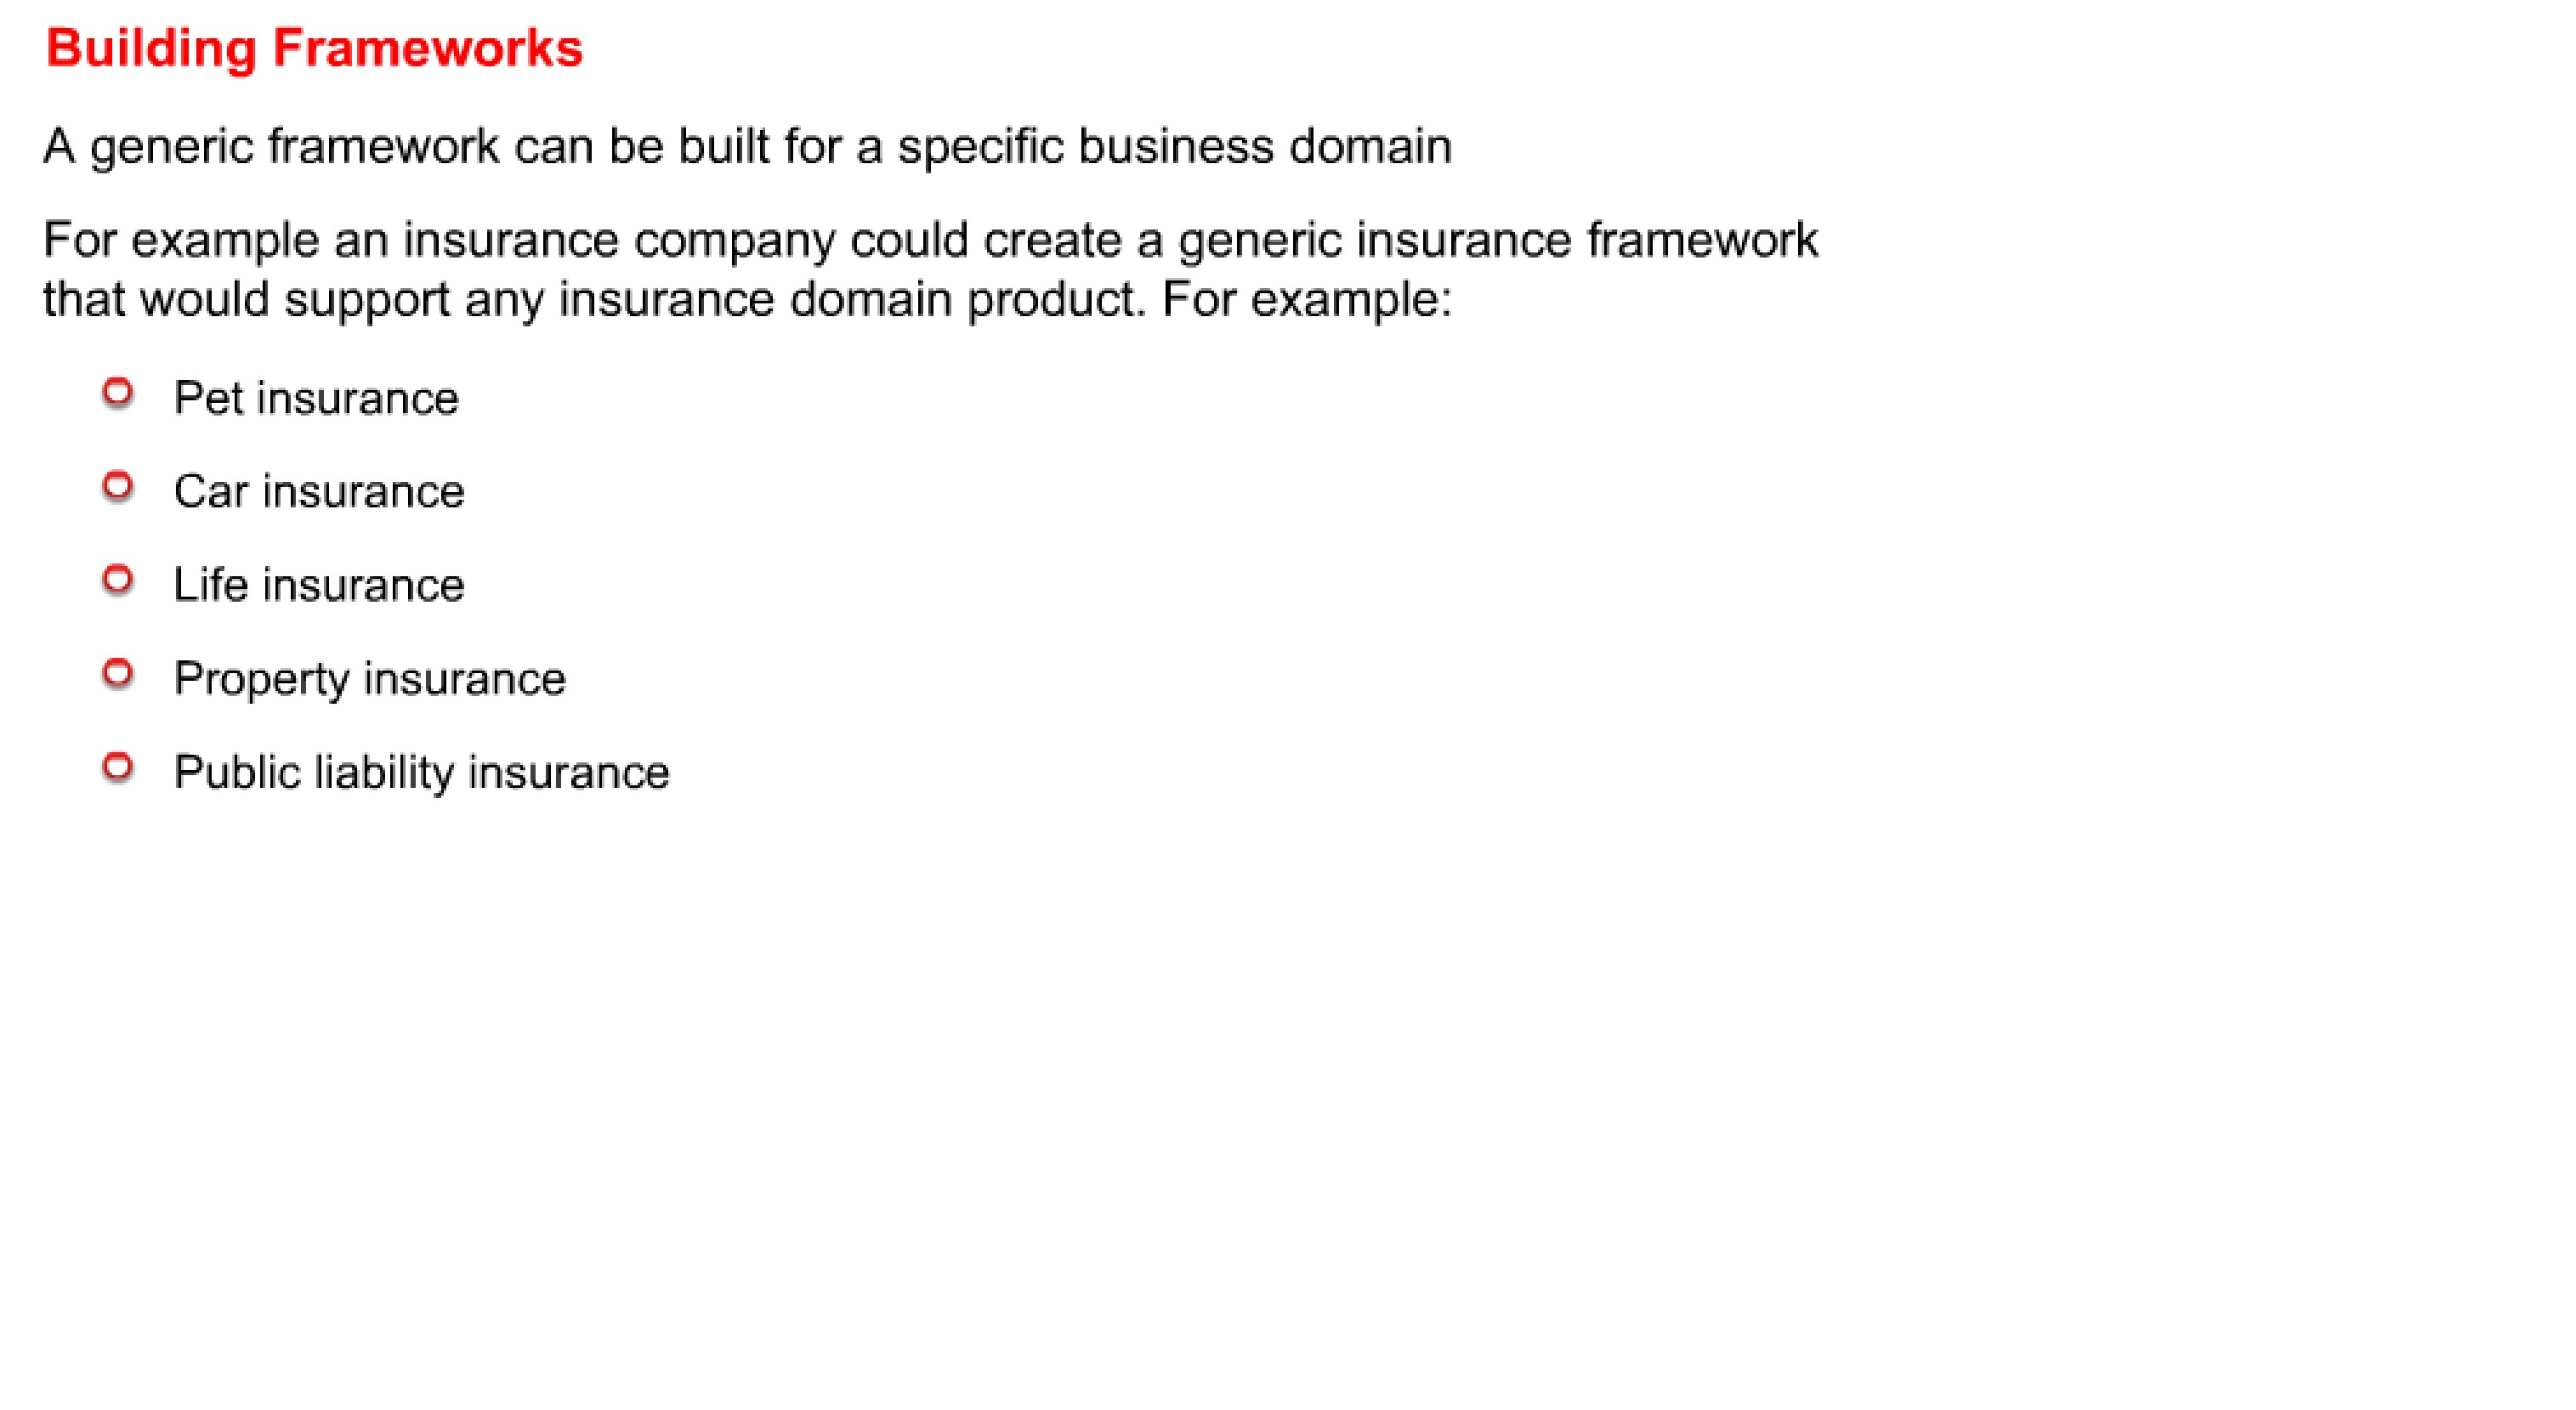 Building Frameworks
A generic framework can be built for a specific business domain
For example an insurance company could create a generic insurance framework
that would support any insurance domain product. For example:
Pet insurance
Car insurance
Life insurance
Property insurance
Public liability insurance